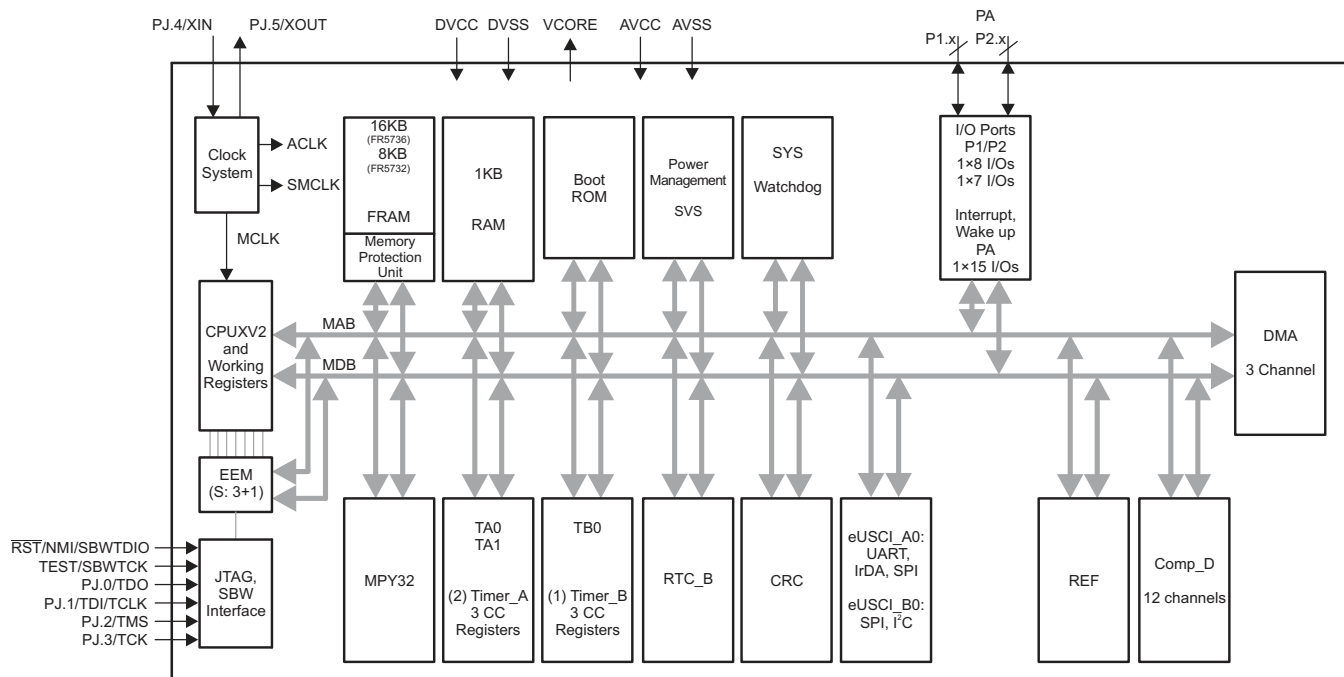 PJ.4/XIN
PJ.5/XOUT
DVCC
DVSS
VCORE
AVCC
AVSS
PA
P1.x
P2.x
Clock
System
ACLK
SMCLK
MCLK
16KB
(FR5736)
8KB
(FR5732)
FRAM
Memory
Protection
Unit
1KB
RAM
Boot
ROM
Power
Management
SVS
SYS
Watchdog
I/O Ports
P1/P2
1×8 I/Os
1×7 I/Os
Interrupt,
Wake up
PA
1×15 I/Os
CPUXV2
and
Working
Registers
MAB
MDB
DMA
3 Channel
EEM
(S: 3+1)
RST/NMI/SBWTDIO
TEST/SBWTCK
PJ.0/TDO
PJ.1/TDI/TCLK
PJ.2/TMS
PJ.3/TCK
JTAG,
SBW
Interface
MPY32
TA0
TA1
(2) Timer_A
3 CC
Registers
TB0
(1) Timer_B
3 CC
Registers
RTC_B
CRC
eUSCI_A0:
UART,
IrDA, SPI
eUSCI_B0:
SPI, I²C
REF
Comp_D
12 channels